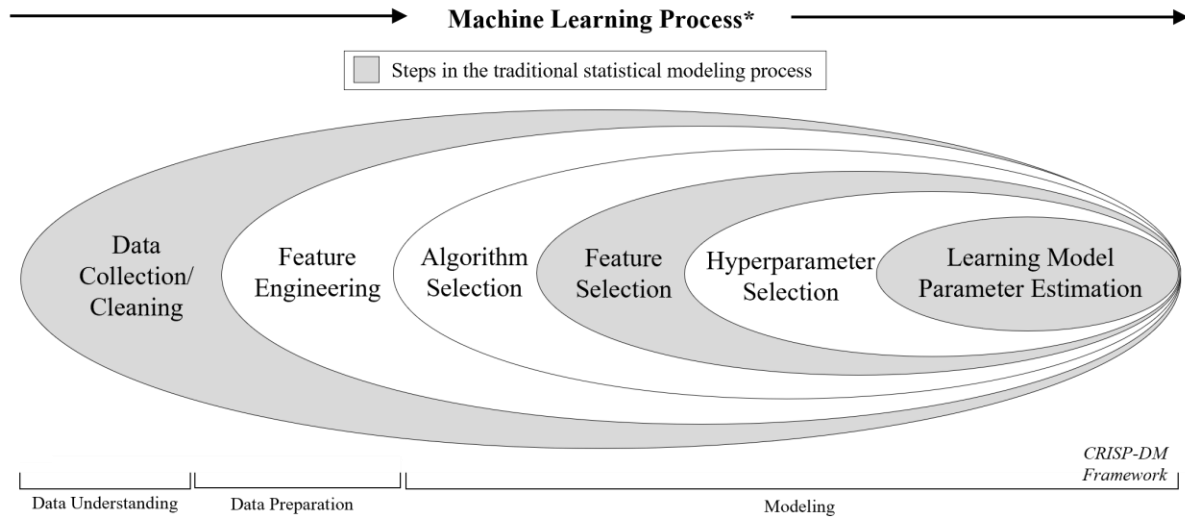 Machine Learning Process*
Steps in the traditional statistical modeling process
Data
Collection/
Cleaning
Feature
Engineering
Algorithm
Selection
Feature
Selection
Hyperparameter
Selection
Learning Model
Parameter Estimation
CRISP-DM
Framework
Data Understanding
Data Preparation
Modeling